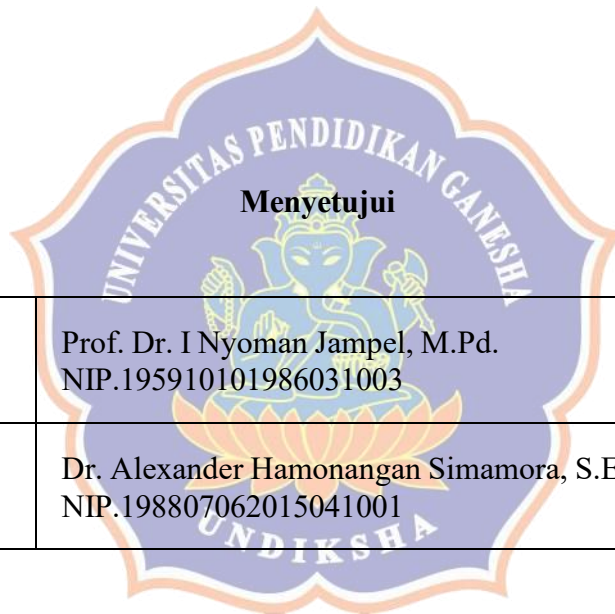 UNIVERSITAS PENDIDIKAN GANESHA
Menyetujui
Prof. Dr. I Nyoman Jampel, M.Pd.
NIP.195910101986031003
Dr. Alexander Hamonangan Simamora, S.E
NIP.198807062015041001
UNDIKSHA